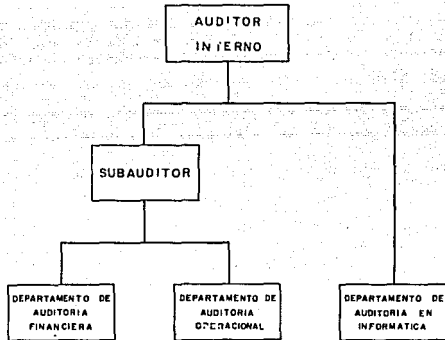 AUDITOR
INTERNO
SUBAUDITOR
DEPARTAMENTO DE
AUDITORIA
FINANCIERA
DEPARTAMENTO DE
AUDITORIA
OPERACIONAL
DEPARTAMENTO DE
AUDITORIA EN
INFORMATICA